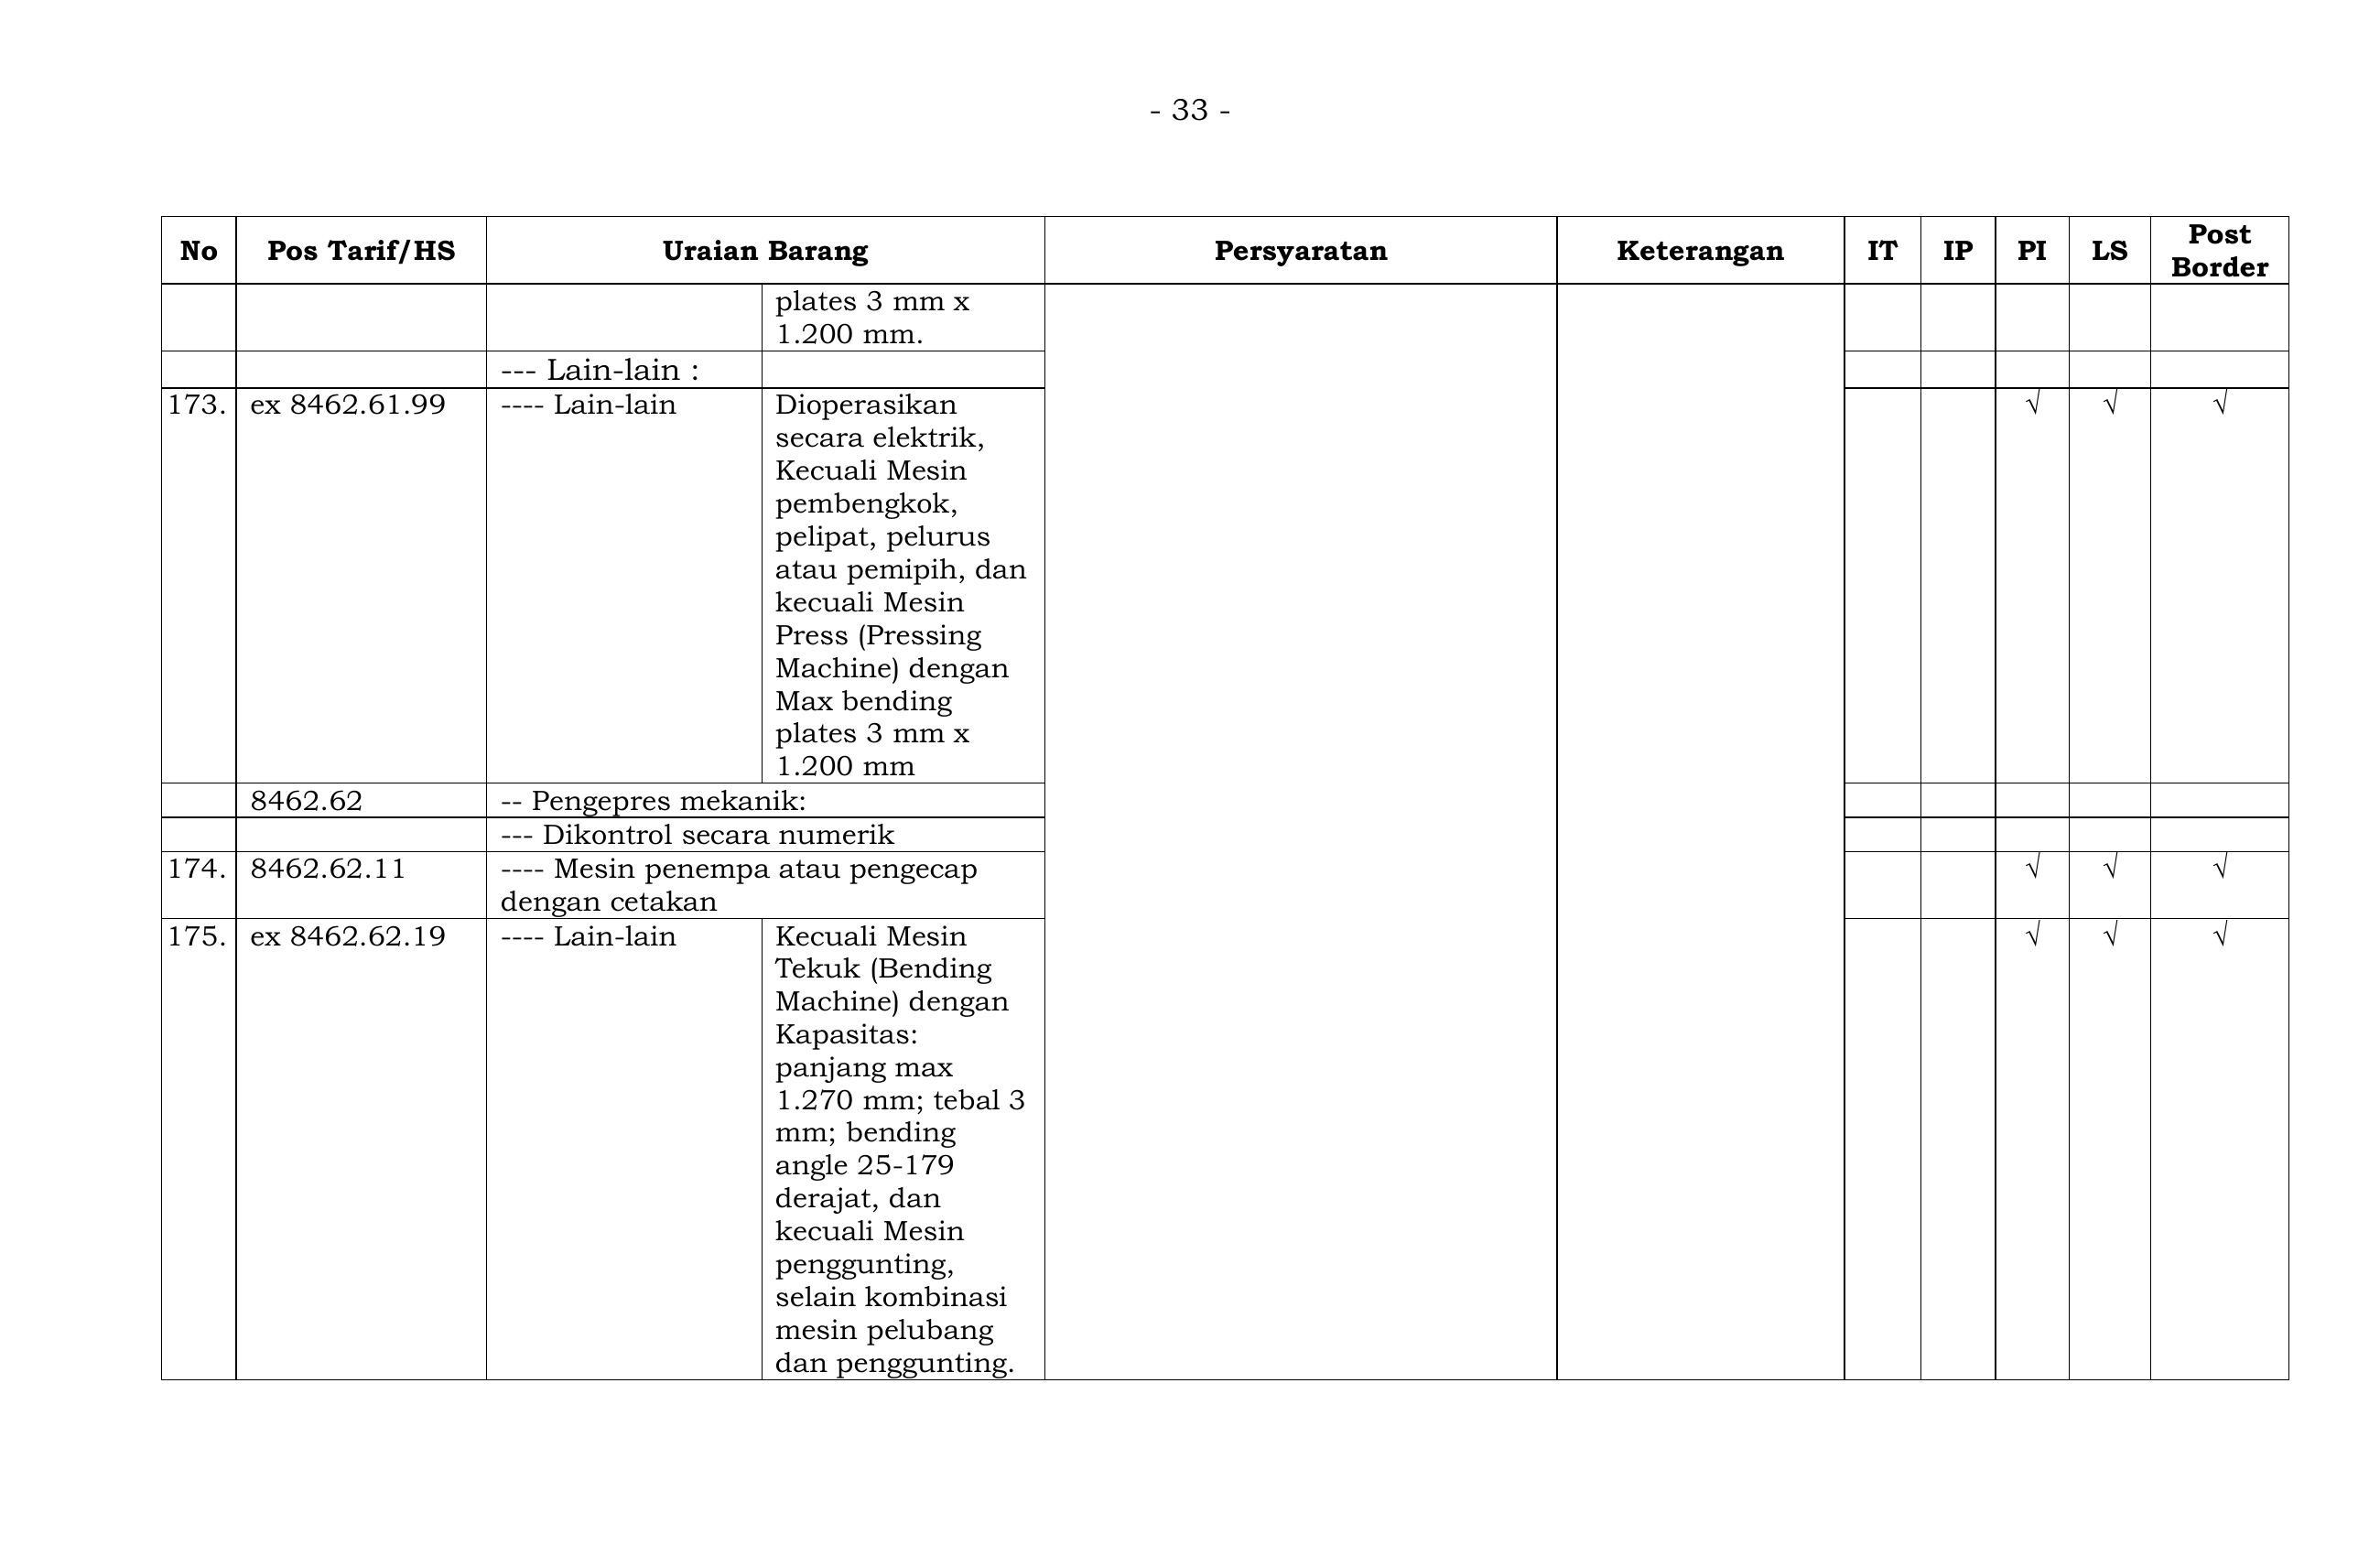 - 33 -
No Pos Tarif/HS Uraian Barang Persyaratan Keterangan IT IP PI LS Post Border
plates 3 mm x
1.200 mm.
--- Lain-lain :
173. ex 8462.61.99 ---- Lain-lain Dioperasikan √ √ √
secara elektrik,
Kecuali Mesin
pembengkok,
pelipat, pelurus
atau pemipih, dan
kecuali Mesin
Press (Pressing
Machine) dengan
Max bending
plates 3 mm x
1.200 mm
8462.62 -- Pengepres mekanik:
--- Dikontrol secara numerik
174. 8462.62.11 ---- Mesin penempa atau pengecap √ √ √
dengan cetakan
175. ex 8462.62.19 ---- Lain-lain Kecuali Mesin √ √ √
Tekuk (Bending
Machine) dengan
Kapasitas:
panjang max
1.270 mm; tebal 3
mm; bending
angle 25-179
derajat, dan
kecuali Mesin
penggunting,
selain kombinasi
mesin pelubang
dan penggunting.